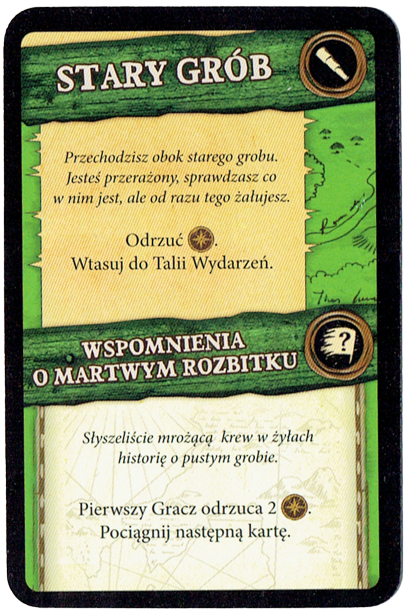 STARY GRÓB
Przechodzisz obok starego grobu.
Jesteś przerażony, sprawdzasz co
w nim jest, ale od razu tego żałujesz.
Odrzuć .
Wtasuj do Talii Wydarzeń.
?
WSPOMNIENIA
O MARTWYM ROZBITKU
Słyszeliście mrożącą krew w żyłach
historię o pustym grobie.
Pierwszy Gracz odrzuca 2 .
Pociągnij następną kartę.